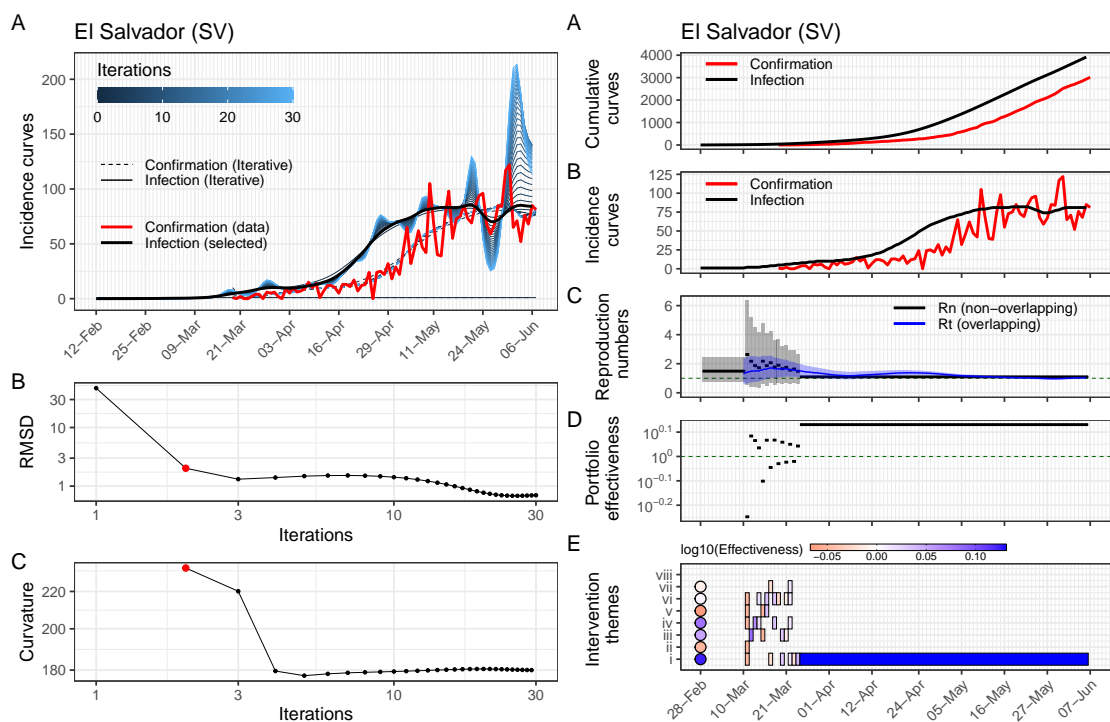 A
El Salvador (SV)
Incidence curves
200
150
100
50
0
Iterations
0 10 20 30
Confirmation (Iterative)
Infection (Iterative)
Confirmation (data)
Infection (selected)
12–Feb 25–Feb 09–Mar 21–Mar 03–Apr 16–Apr 29–Apr 11–May 24–May 06–Jun
B
RMSD
30
10
3
1
1 3 10 30
Iterations
C
Curvature
220
200
180
1 3 10 30
Iterations
A
El Salvador (SV)
Cumulative
curves
4000
3000
2000
1000
0
Confirmation
Infection
B
Incidence
curves
125
100
75
50
25
0
Confirmation
Infection
C
Reproduction
numbers
6
4
2
0
Rn (non−overlapping)
Rt (overlapping)
D
Portfolio
effectiveness
10^0.1
10^0
10^−0.1
10^−0.2
E
log10(Effectiveness)
−0.05 0.00 0.05 0.10
Intervention
themes
viii
vii
vi
v
iv
iii
ii
i
28–Feb 10–Mar 21–Mar 01–Apr 12–Apr 24–Apr 05–May 16–May 27–May 07–Jun